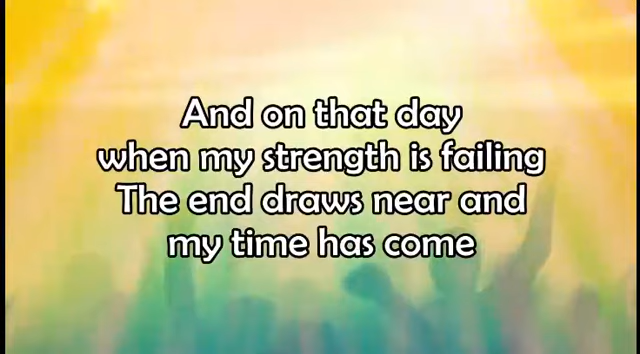 And on that day
when my strength is failing
The end draws near and
my time has come